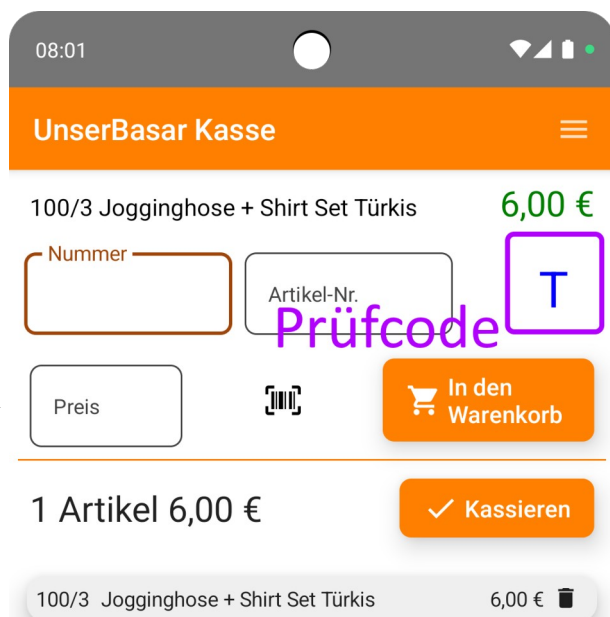 08:01
UnserBasar Kasse
100/3 Jogginghose + Shirt Set Türkis 6,00 €
Nummer
Artikel-Nr.
T
Prüfcode
Preis
In den
Warenkorb
1 Artikel 6,00 €
Kassieren
100/3 Jogginghose + Shirt Set Türkis 6,00 €